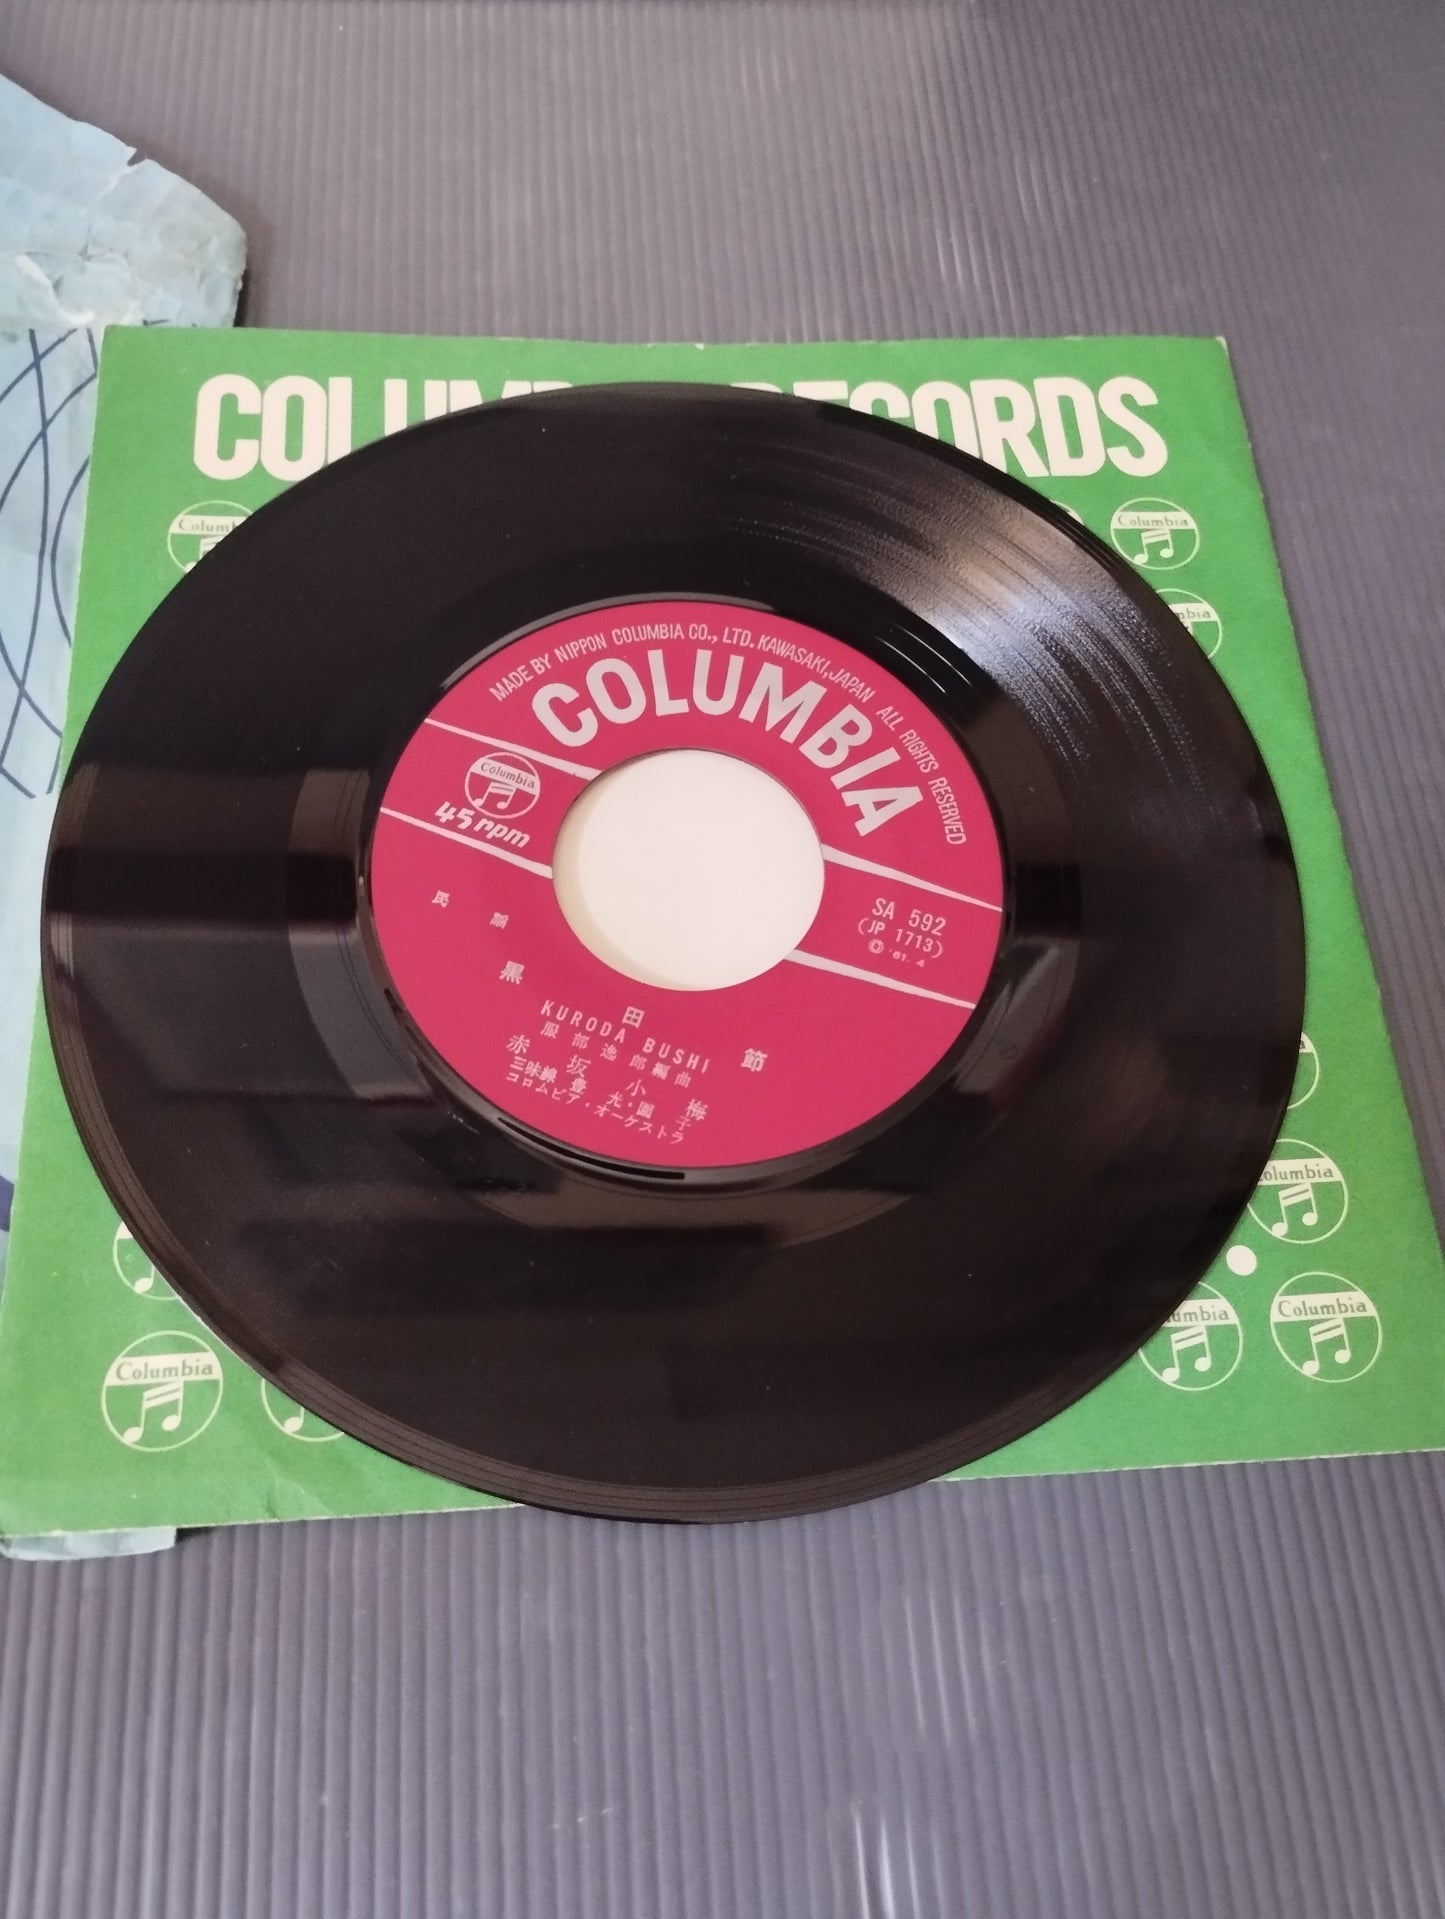 COLUMBIA RECORDS
MADE BY NIPPON COLUMBIA CO., LTD. KAWASAKI, JAPAN ALL RIGHTS RESERVED
COLUMBIA
Columbia
45 rpm
SA 592
(JP 1713)
©'61.4
民謡
黒田節
KURODA BUSHI
服部逸郎編曲
赤坂小梅
三味線 豊 尤・園子
コロムビア・オーケストラ
Columbia
Columbia
Columbia
Columbia
Columbia